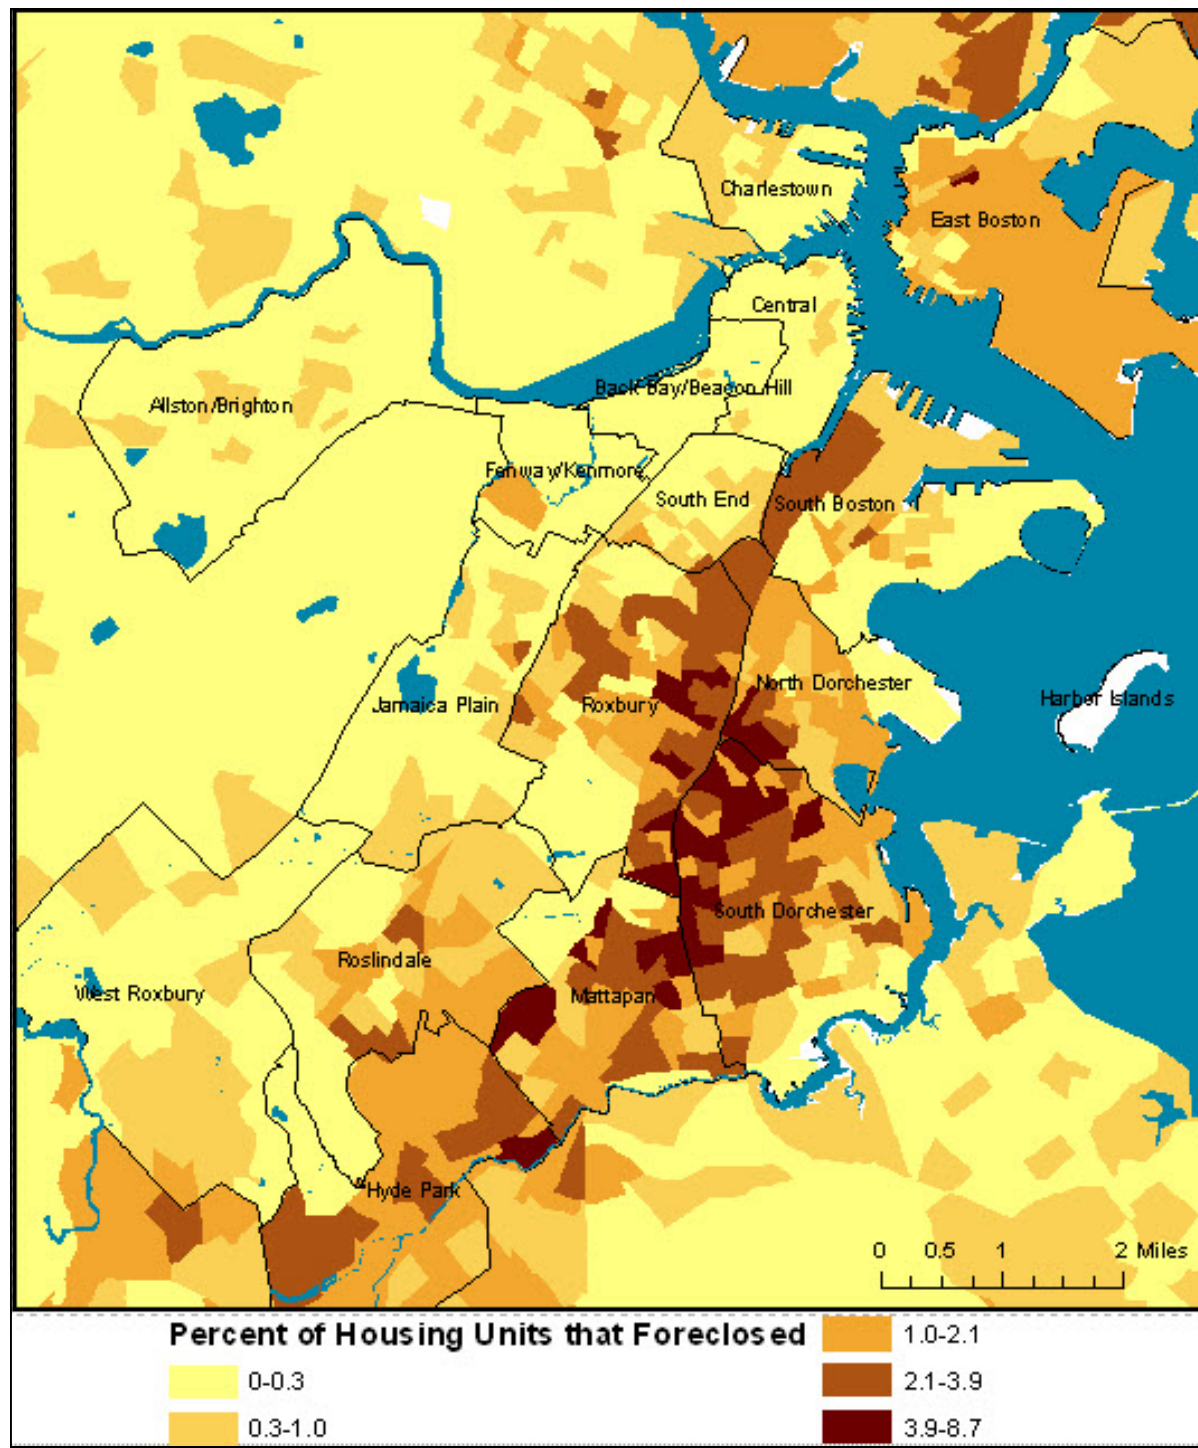 Charlestown
East Boston
Central
Back Bay/Beacon Hill
Allston/Brighton
Fenway/Kenmore
South End
South Boston
North Dorchester
Harbor Islands
Jamaica Plain
Roxbury
South Dorchester
Roslindale
West Roxbury
Mattapan
Hyde Park
0 0.5 1 2 Miles
Percent of Housing Units that Foreclosed
0-0.3
0.3-1.0
1.0-2.1
2.1-3.9
3.9-8.7